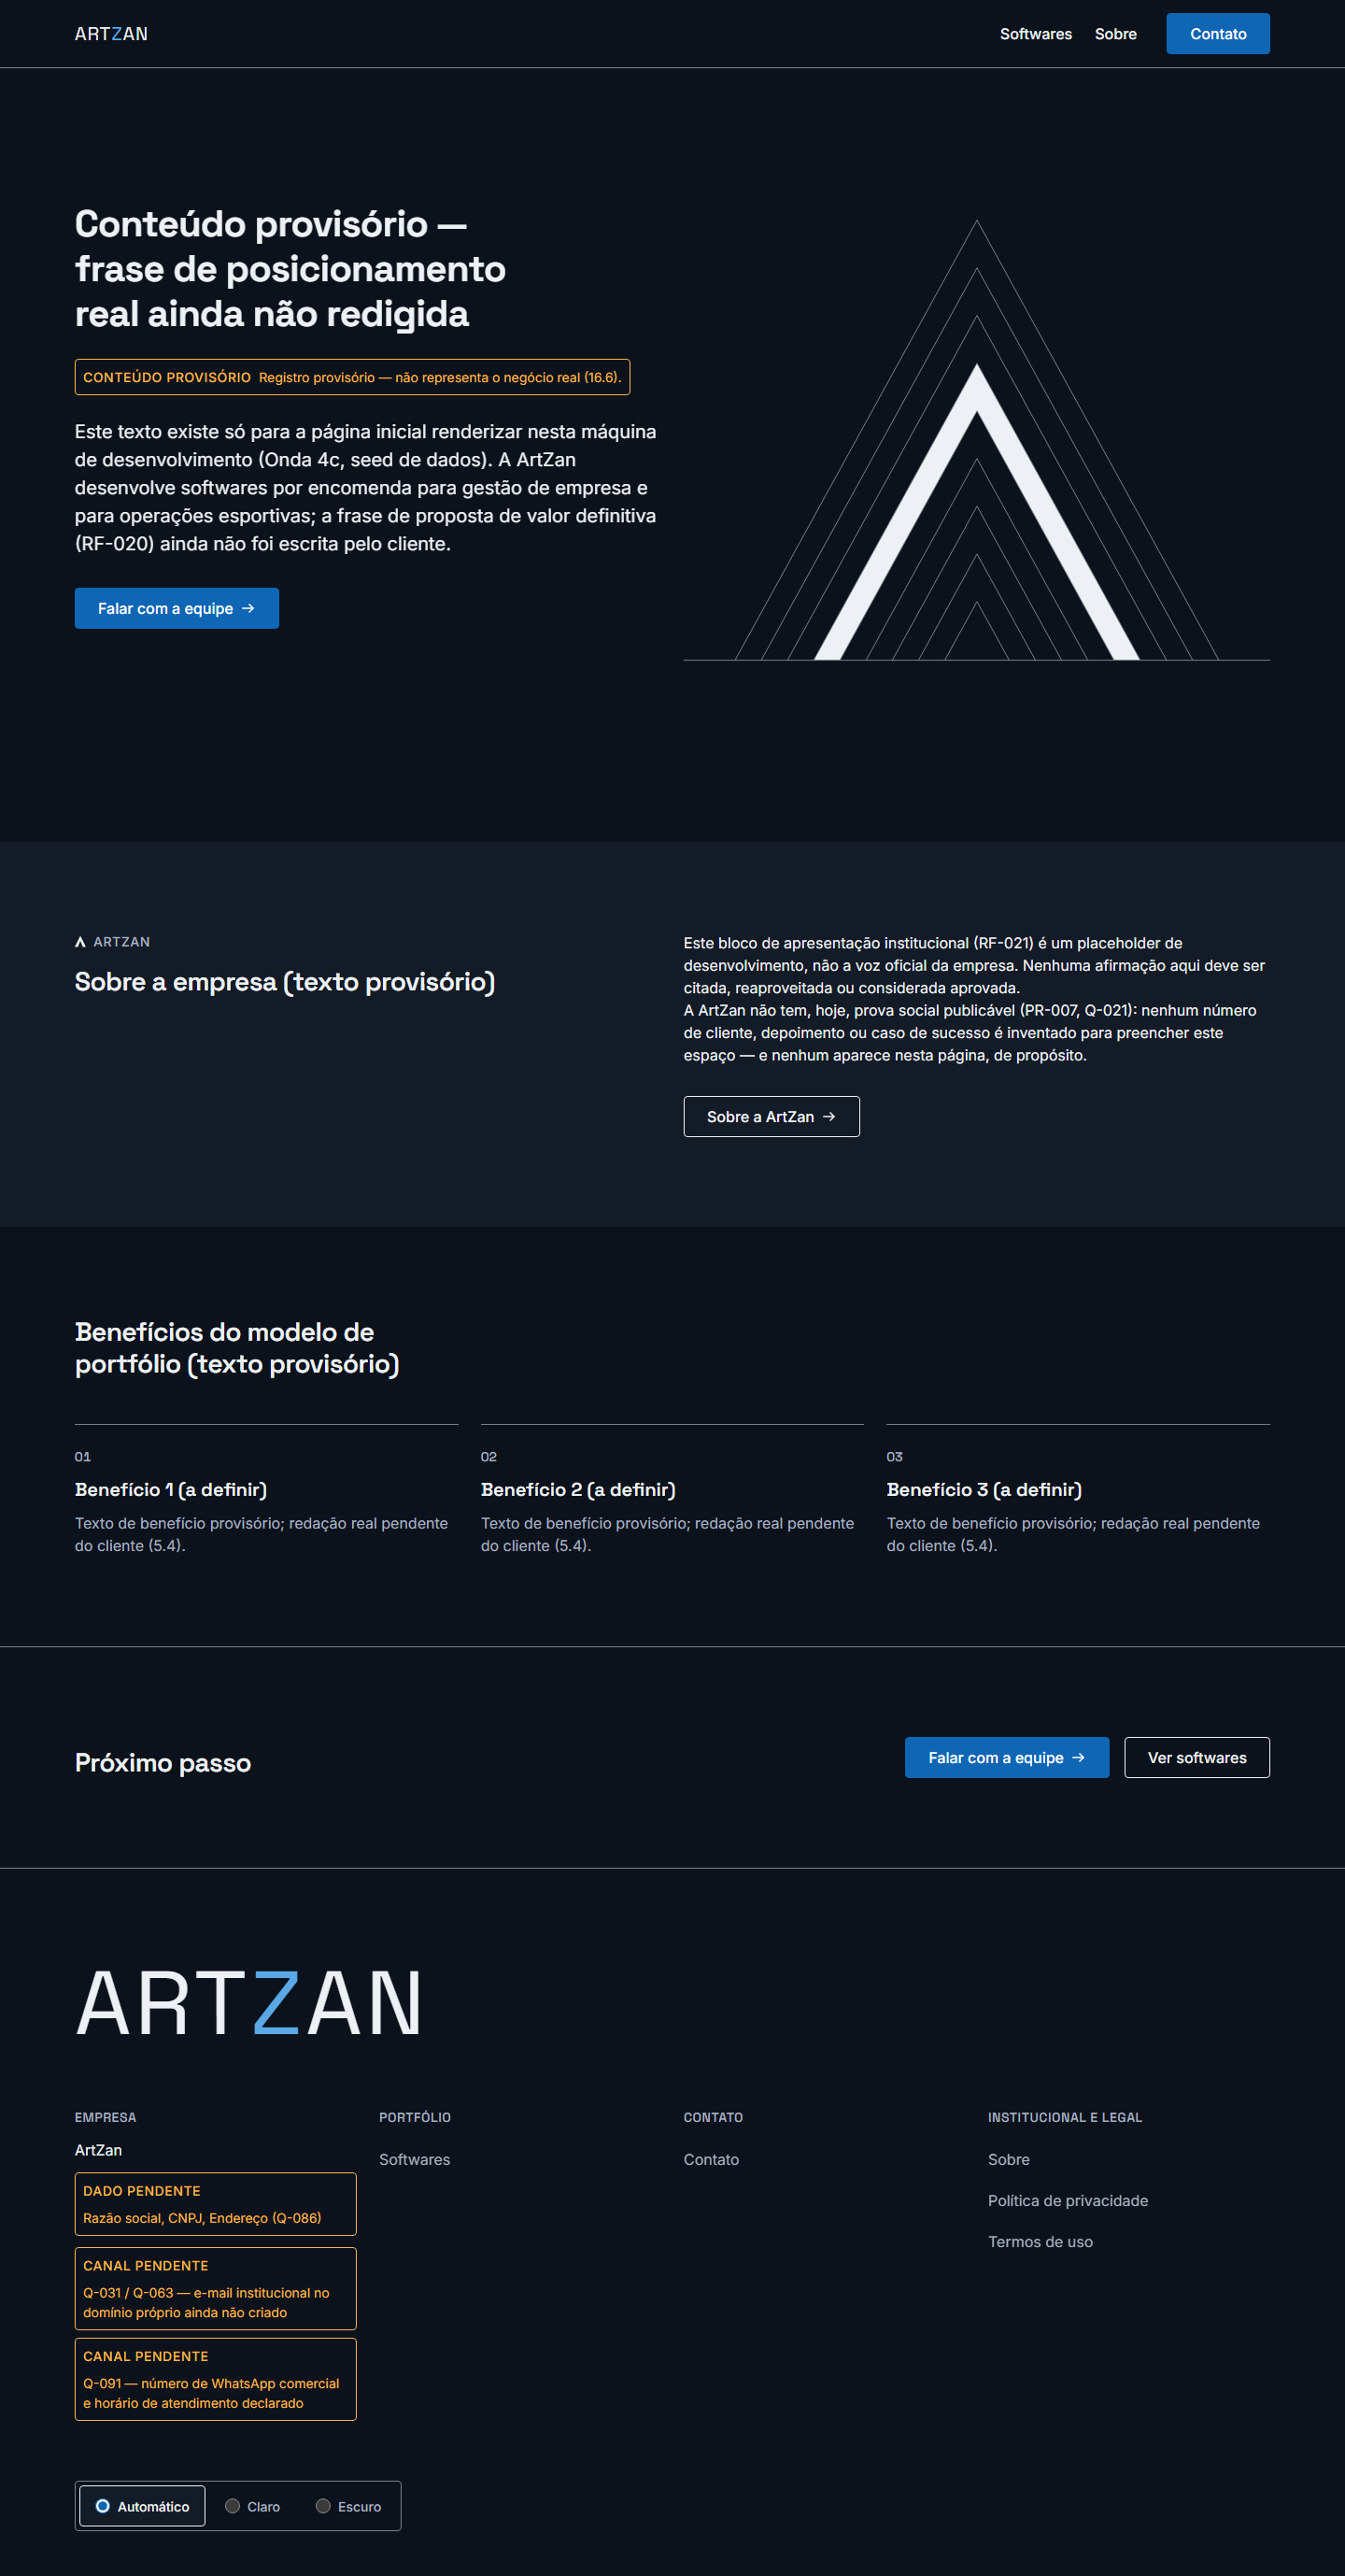 ARTZAN
Softwares
Sobre
Contato
Conteúdo provisório —
frase de posicionamento
real ainda não redigida
CONTEÚDO PROVISÓRIO Registro provisório — não representa o negócio real (16.6).
Este texto existe só para a página inicial renderizar nesta máquina
de desenvolvimento (Onda 4c, seed de dados). A ArtZan
desenvolve softwares por encomenda para gestão de empresa e
para operações esportivas; a frase de proposta de valor definitiva
(RF-020) ainda não foi escrita pelo cliente.
Falar com a equipe →
ARTZAN
Sobre a empresa (texto provisório)
Este bloco de apresentação institucional (RF-021) é um placeholder de
desenvolvimento, não a voz oficial da empresa. Nenhuma afirmação aqui deve ser
citada, reaproveitada ou considerada aprovada.
A ArtZan não tem, hoje, prova social publicável (PR-007, Q-021): nenhum número
de cliente, depoimento ou caso de sucesso é inventado para preencher este
espaço — e nenhum aparece nesta página, de propósito.
Sobre a ArtZan →
Benefícios do modelo de
portfólio (texto provisório)
01
Benefício 1 (a definir)
Texto de benefício provisório; redação real pendente
do cliente (5.4).
02
Benefício 2 (a definir)
Texto de benefício provisório; redação real pendente
do cliente (5.4).
03
Benefício 3 (a definir)
Texto de benefício provisório; redação real pendente
do cliente (5.4).
Próximo passo
Falar com a equipe →
Ver softwares
ARTZAN
EMPRESA
ArtZan
DADO PENDENTE
Razão social, CNPJ, Endereço (Q-086)
CANAL PENDENTE
Q-031 / Q-063 — e-mail institucional no
domínio próprio ainda não criado
CANAL PENDENTE
Q-091 — número de WhatsApp comercial
e horário de atendimento declarado
PORTFÓLIO
Softwares
CONTATO
Contato
INSTITUCIONAL E LEGAL
Sobre
Política de privacidade
Termos de uso
Automático
Claro
Escuro